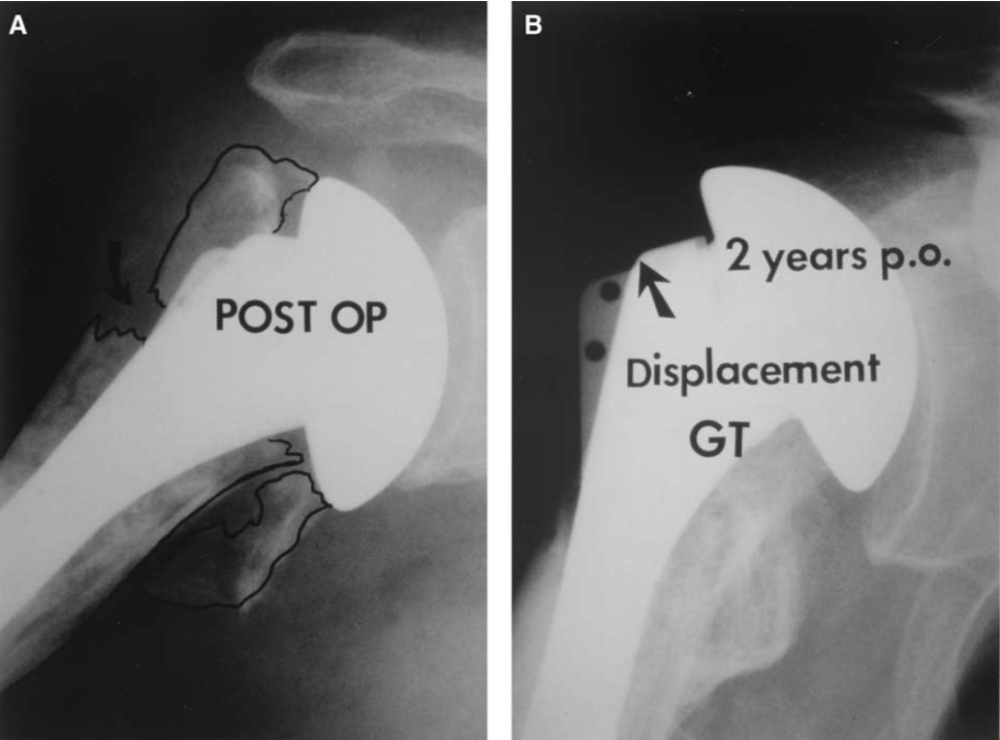 A
POST OP
B
2 years p.o.
Displacement
GT